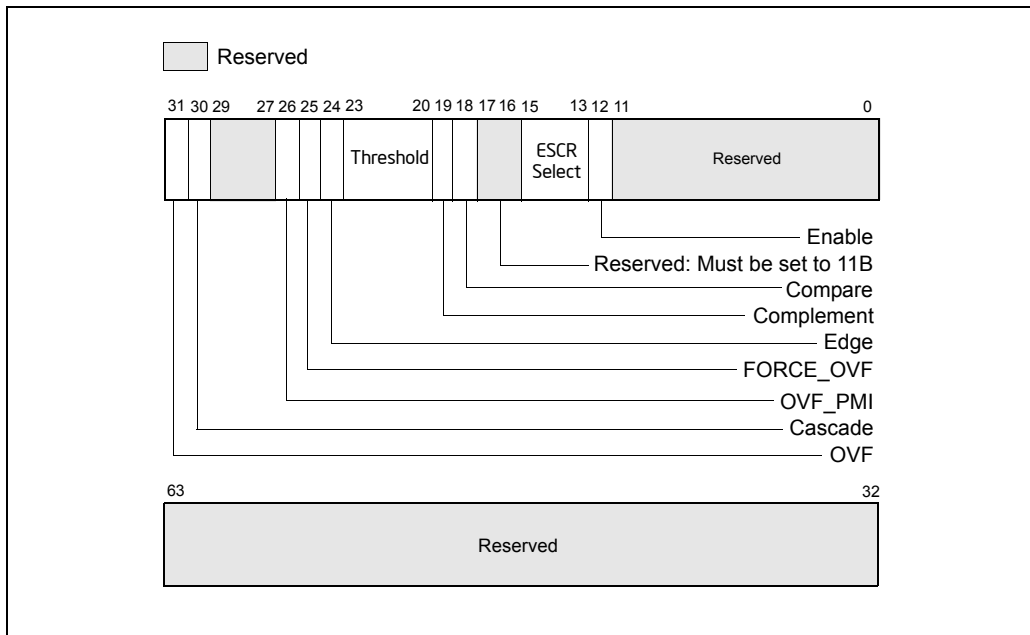 Reserved
31 30 29 27 26 25 24 23 20 19 18 17 16 15 13 12 11 0
Threshold
ESCR
Select
Reserved
Enable
Reserved: Must be set to 11B
Compare
Complement
Edge
FORCE_OVF
OVF_PMI
Cascade
OVF
63 32
Reserved